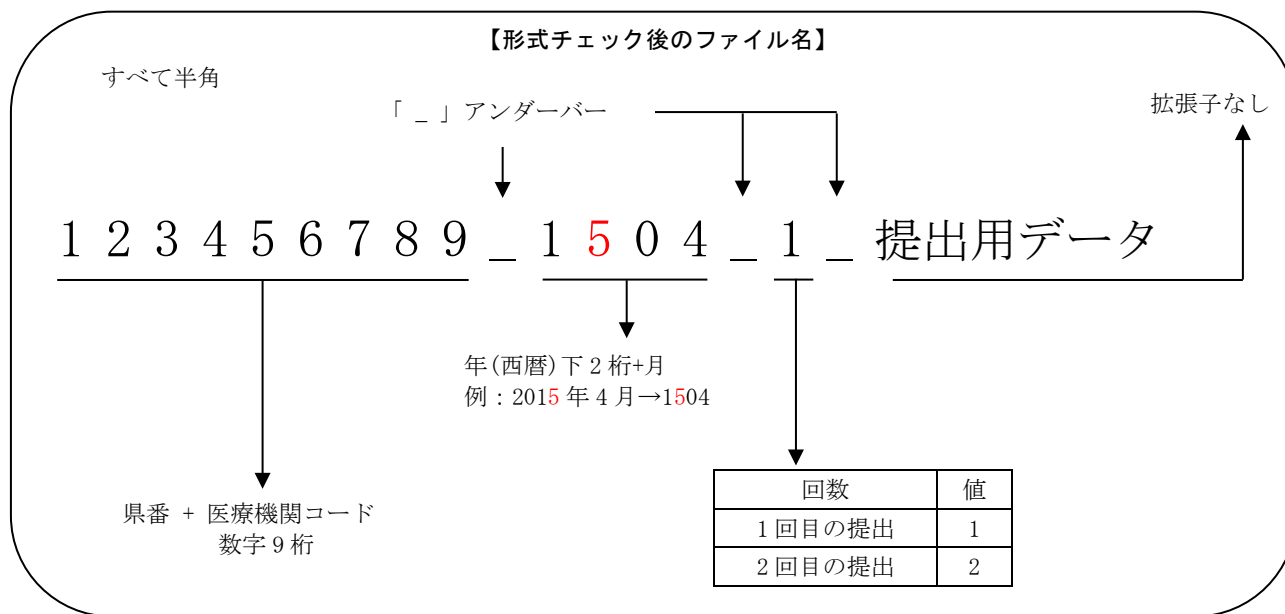 【形式チェック後のファイル名】
すべて半角
「 _ 」アンダーバー
拡張子なし
1 2 3 4 5 6 7 8 9 _ 1 5 0 4 _ 1 _ 提出用データ
年(西暦)下2桁+月
例：2015年4月→1504
県番 + 医療機関コード
数字9桁
回数 値
1回目の提出 1
2回目の提出 2